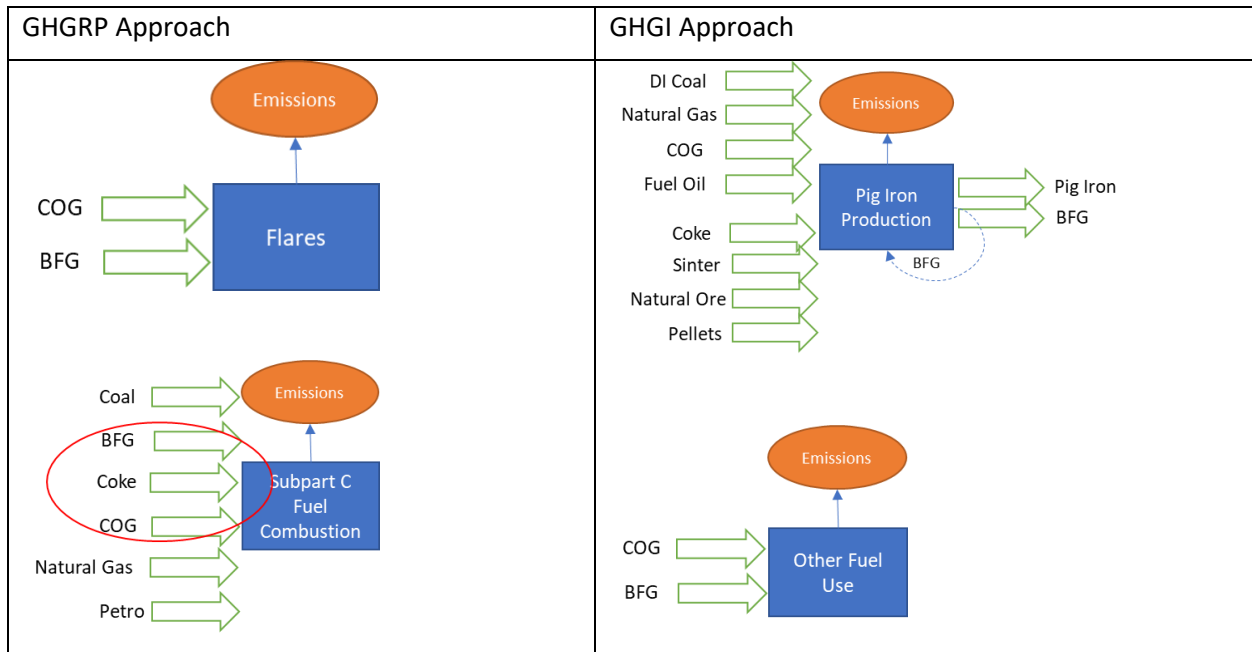 GHGRP Approach
Emissions
COG
BFG
Flares
Coal
BFG
Coke
COG
Natural Gas
Petro
Emissions
Subpart C
Fuel
Combustion
GHGI Approach
DI Coal
Natural Gas
COG
Fuel Oil
Coke
Sinter
Natural Ore
Pellets
Emissions
Pig Iron
Production
BFG
Pig Iron
BFG
Emissions
COG
BFG
Other Fuel
Use